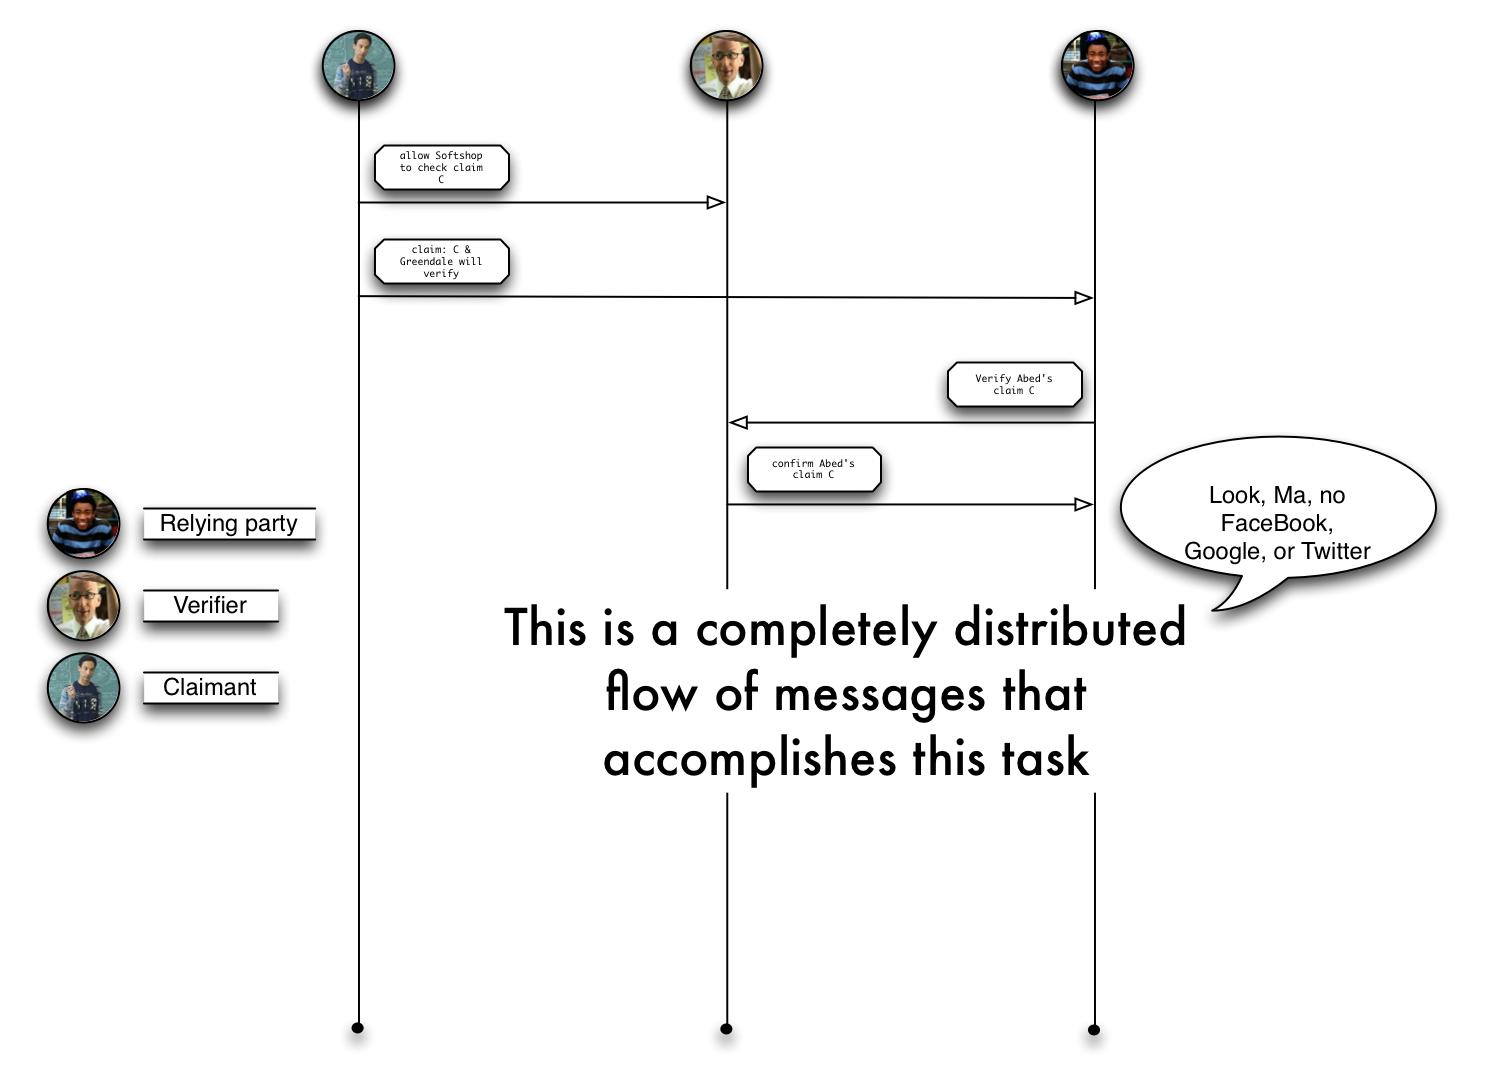 allow Softshop
to check claim
C
claim: C &
Greendale will
verify
Verify Abed's
claim C
confirm Abed's
claim C
Look, Ma, no
FaceBook,
Google, or Twitter
Relying party
Verifier
Claimant
This is a completely distributed
flow of messages that
accomplishes this task